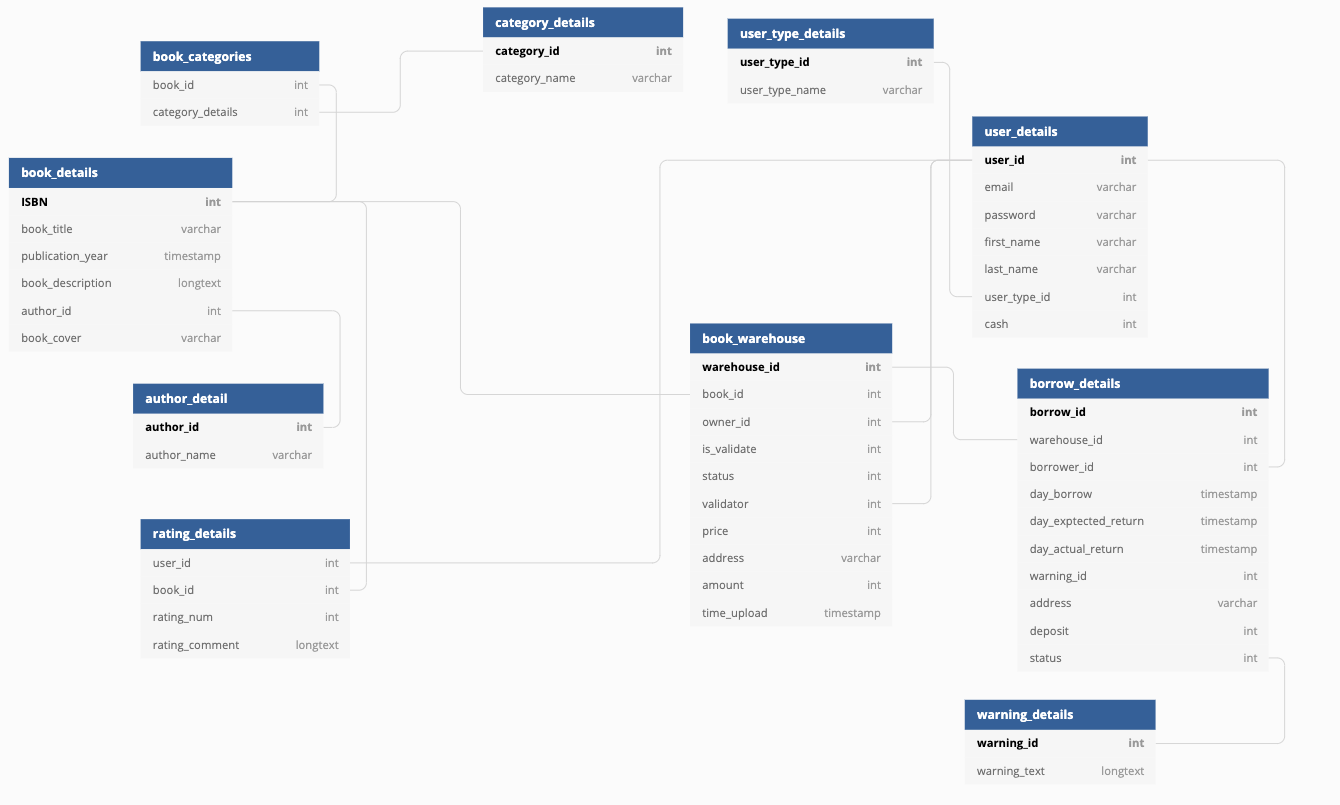 category_details
category_id int
category_name varchar
user_type_details
user_type_id int
user_type_name varchar
book_categories
book_id int
category_details int
user_details
user_id int
email varchar
password varchar
first_name varchar
last_name varchar
user_type_id int
cash int
book_details
ISBN int
book_title varchar
publication_year timestamp
book_description longtext
author_id int
book_cover varchar
book_warehouse
warehouse_id int
book_id int
owner_id int
is_validate int
status int
validator int
price int
address varchar
amount int
time_upload timestamp
borrow_details
borrow_id int
warehouse_id int
borrower_id int
day_borrow timestamp
day_exptected_return timestamp
day_actual_return timestamp
warning_id int
address varchar
deposit int
status int
author_detail
author_id int
author_name varchar
rating_details
user_id int
book_id int
rating_num int
rating_comment longtext
warning_details
warning_id int
warning_text longtext